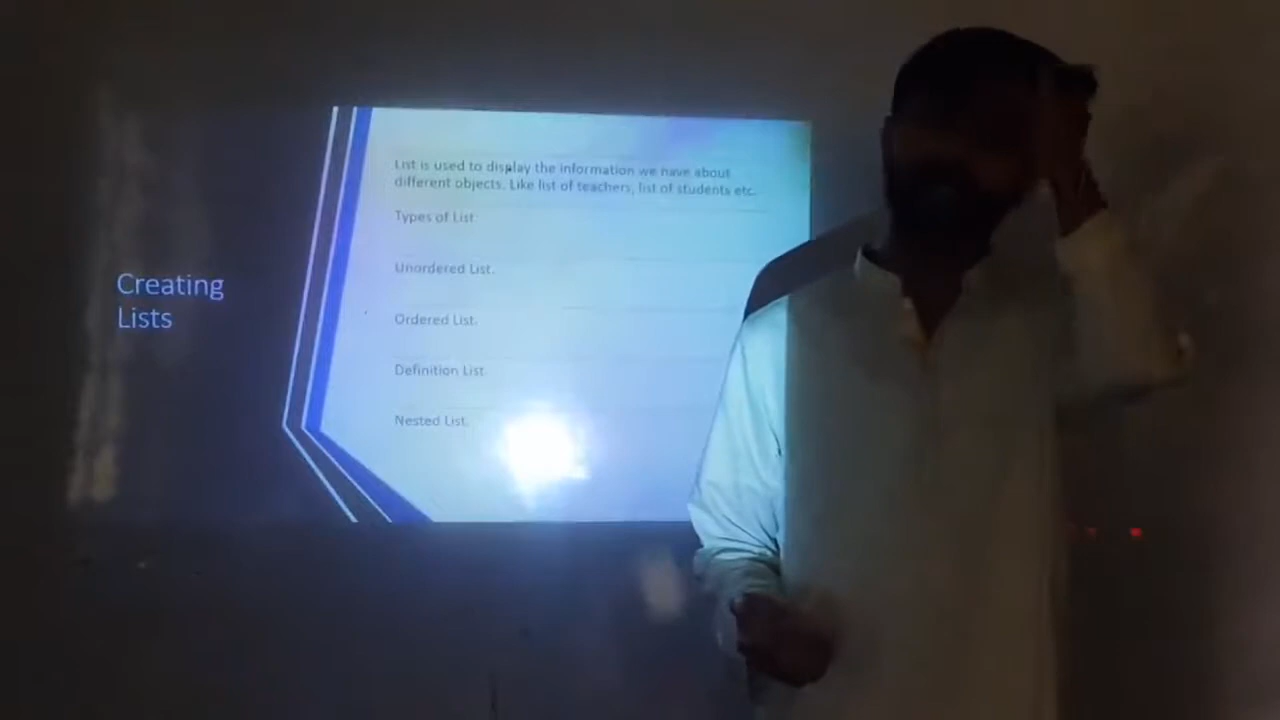 Creating
Lists
List is used to display the information we have about
different objects. Like list of teachers, list of students etc.
Types of List
Unordered List.
Ordered List.
Definition List.
Nested List.